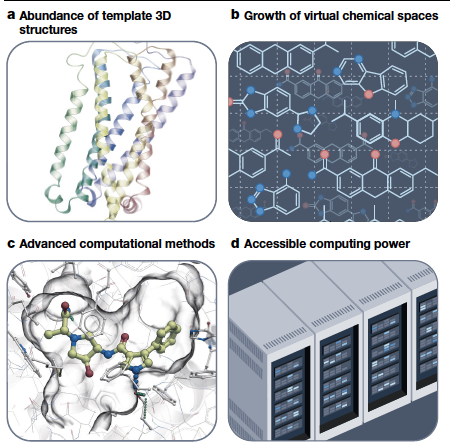 a Abundance of template 3D
structures
b Growth of virtual chemical spaces
c Advanced computational methods
d Accessible computing power